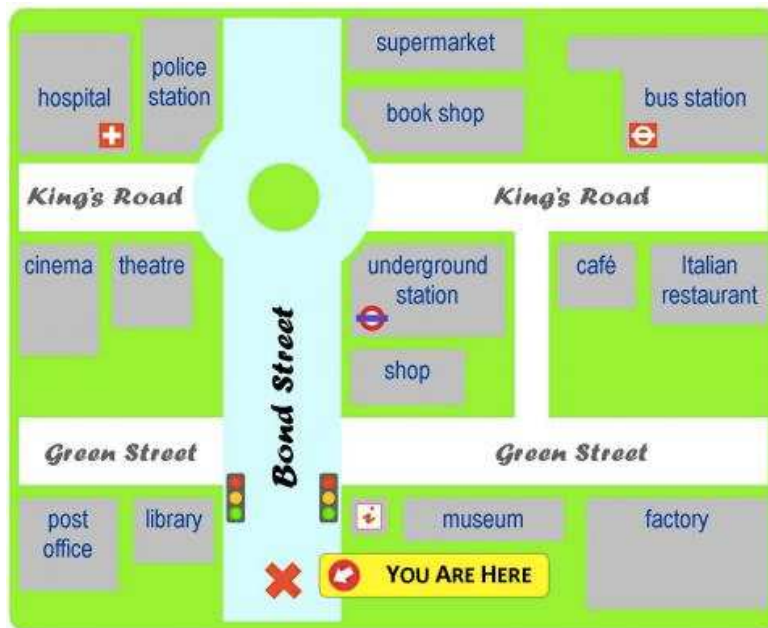 supermarket
police
station
hospital
book shop
bus station
King's Road
King's Road
cinema
theatre
underground
station
café
Italian
restaurant
Bond Street
shop
Green Street
Green Street
post
office
library
i
museum
factory
YOU ARE HERE